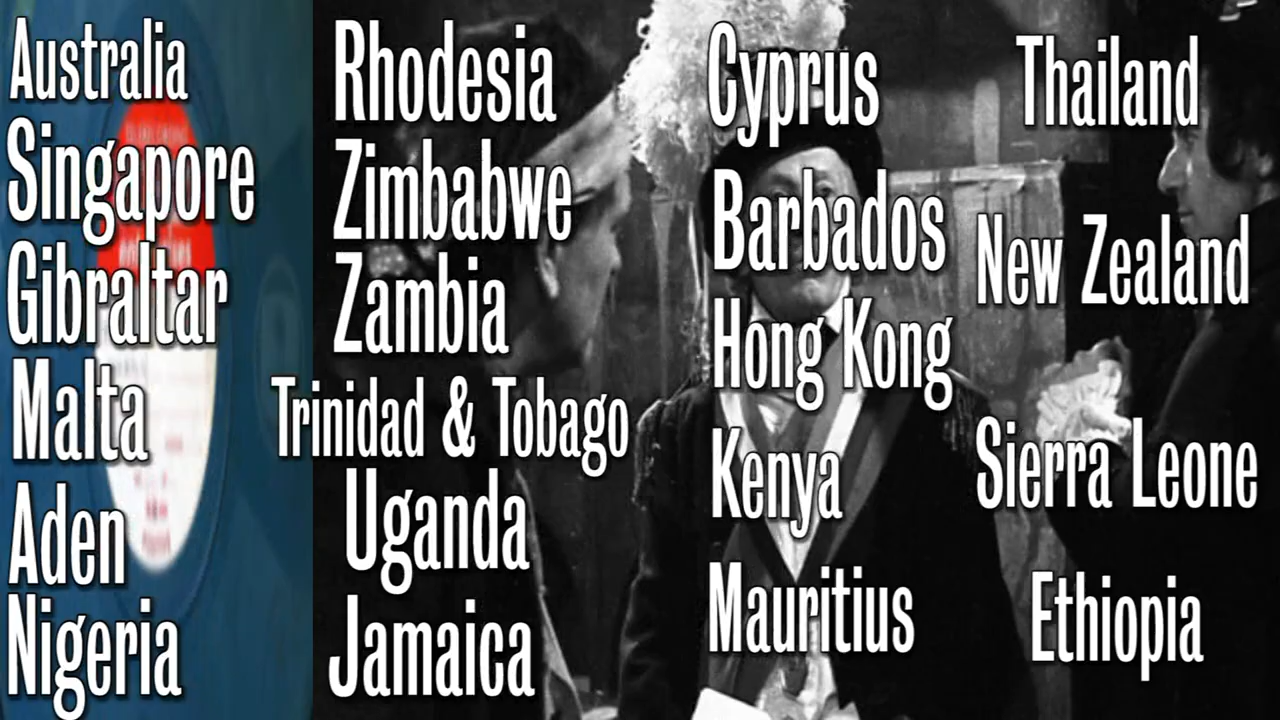 Australia
Singapore
Gibraltar
Malta
Aden
Nigeria
Rhodesia
Zimbabwe
Zambia
Trinidad & Tobago
Uganda
Jamaica
Cyprus
Barbados
Hong Kong
Kenya
Mauritius
Thailand
New Zealand
Sierra Leone
Ethiopia